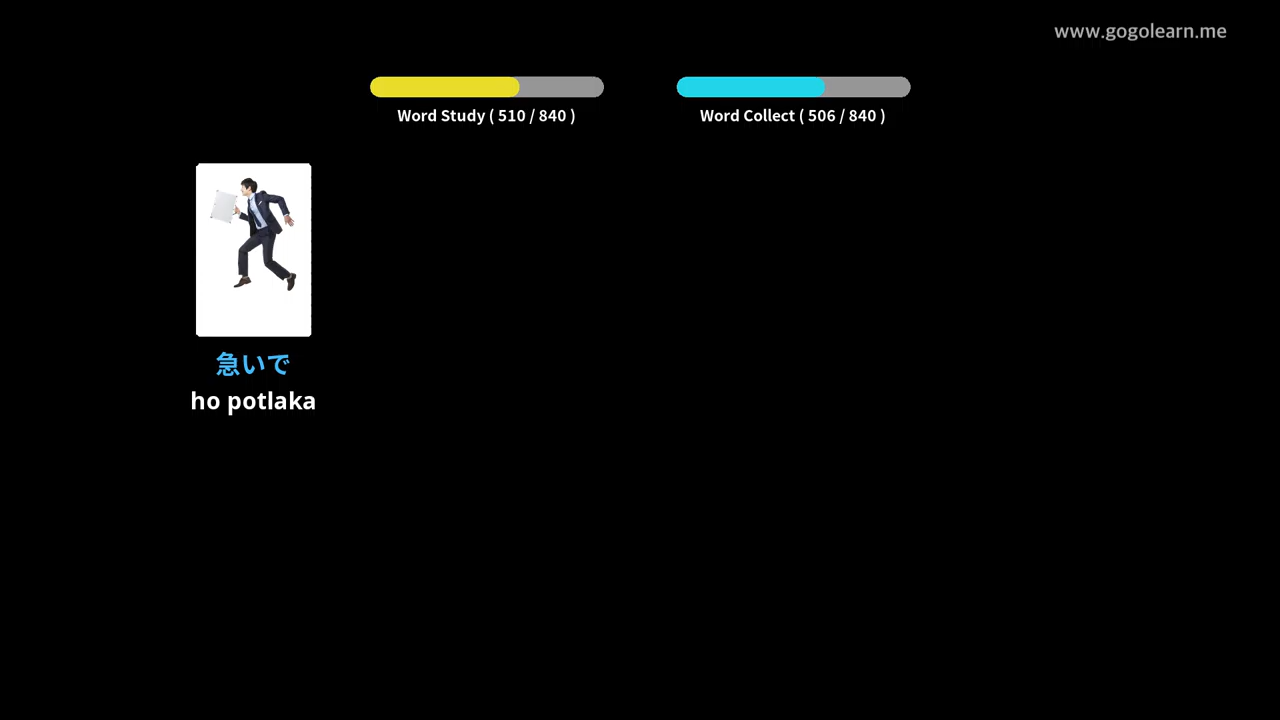 www.gogolearn.me
Word Study ( 510 / 840 )
Word Collect ( 506 / 840 )
急いで
ho potlaka